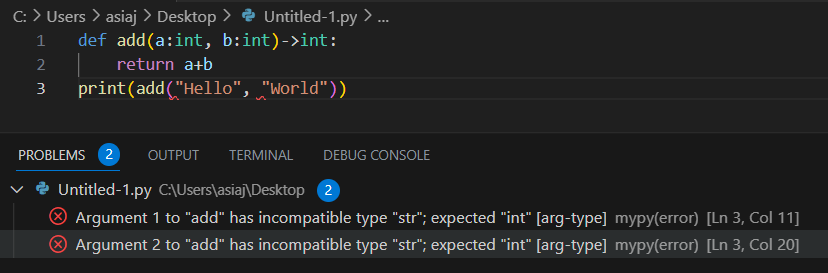 C: > Users > asiaj > Desktop > Untitled-1.py > ...
1 def add(a:int, b:int)->int:
2     return a+b
3 print(add("Hello", "World"))
PROBLEMS 2 OUTPUT TERMINAL DEBUG CONSOLE
Untitled-1.py C:\Users\asiaj\Desktop 2
Argument 1 to "add" has incompatible type "str"; expected "int" [arg-type] mypy(error) [Ln 3, Col 11]
Argument 2 to "add" has incompatible type "str"; expected "int" [arg-type] mypy(error) [Ln 3, Col 20]